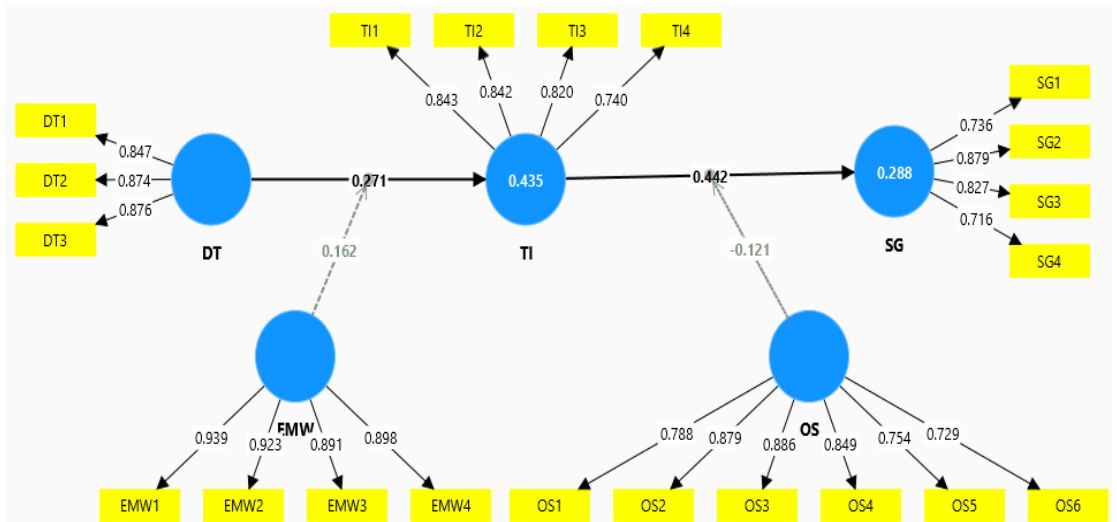 TI1 TI2 TI3 TI4
0.843 0.842 0.820 0.740
DT1
DT2
DT3
0.847
0.874
0.876
DT
0.271
0.435
TI
0.442
0.288
SG
0.736
0.879
0.827
0.716
SG1
SG2
SG3
SG4
0.162
-0.121
EMW
0.939 0.923 0.891 0.898
EMW1 EMW2 EMW3 EMW4
OS
0.788 0.879 0.886 0.849 0.754 0.729
OS1 OS2 OS3 OS4 OS5 OS6